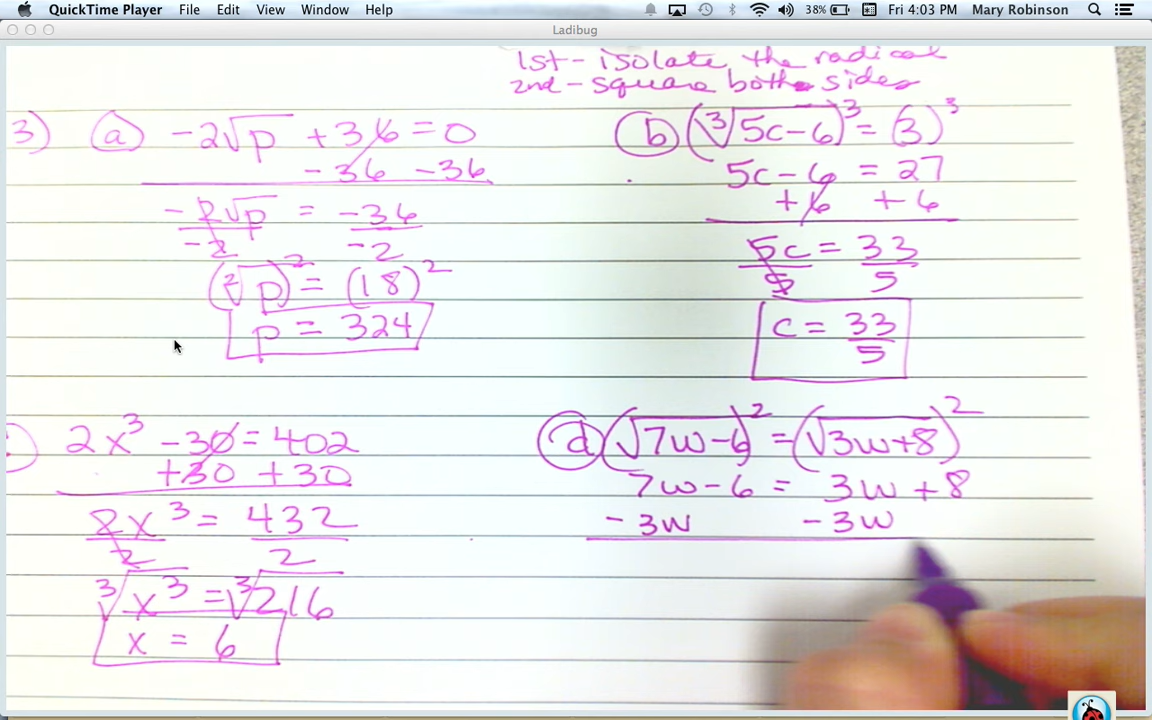 QuickTime Player File Edit View Window Help 38% Fri 4:03 PM Mary Robinson
Ladibug
1st - isolate the radical
2nd - square both sides
3) a -2√p + 36 = 0
- 36 -36
-2√p = -36
-2 -2
(²√p)² = (18)²
p = 324
b (³√5c-6)³ = (3)³
5c - 6 = 27
+ 6 + 6
5c = 33
5 5
c = 33
5
2x³ - 30 = 402
+30 +30
2x³ = 432
2 2
³√x³ = ³√216
x = 6
d (√7w-6)² = (√3w+8)²
7w - 6 = 3w + 8
- 3w - 3w